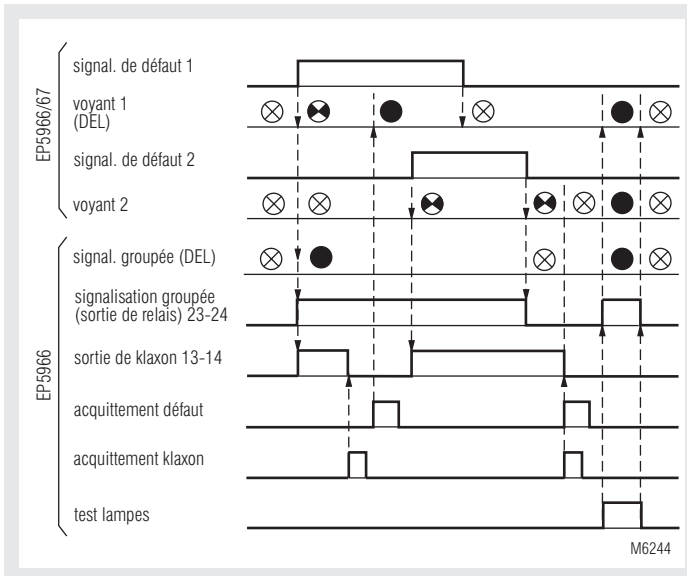 EP5966/67
signal. de défaut 1
voyant 1
(DEL)
signal. de défaut 2
voyant 2
EP5966
signal. groupée (DEL)
signalisation groupée
(sortie de relais) 23-24
sortie de klaxon 13-14
acquittement défaut
acquittement klaxon
test lampes
M6244